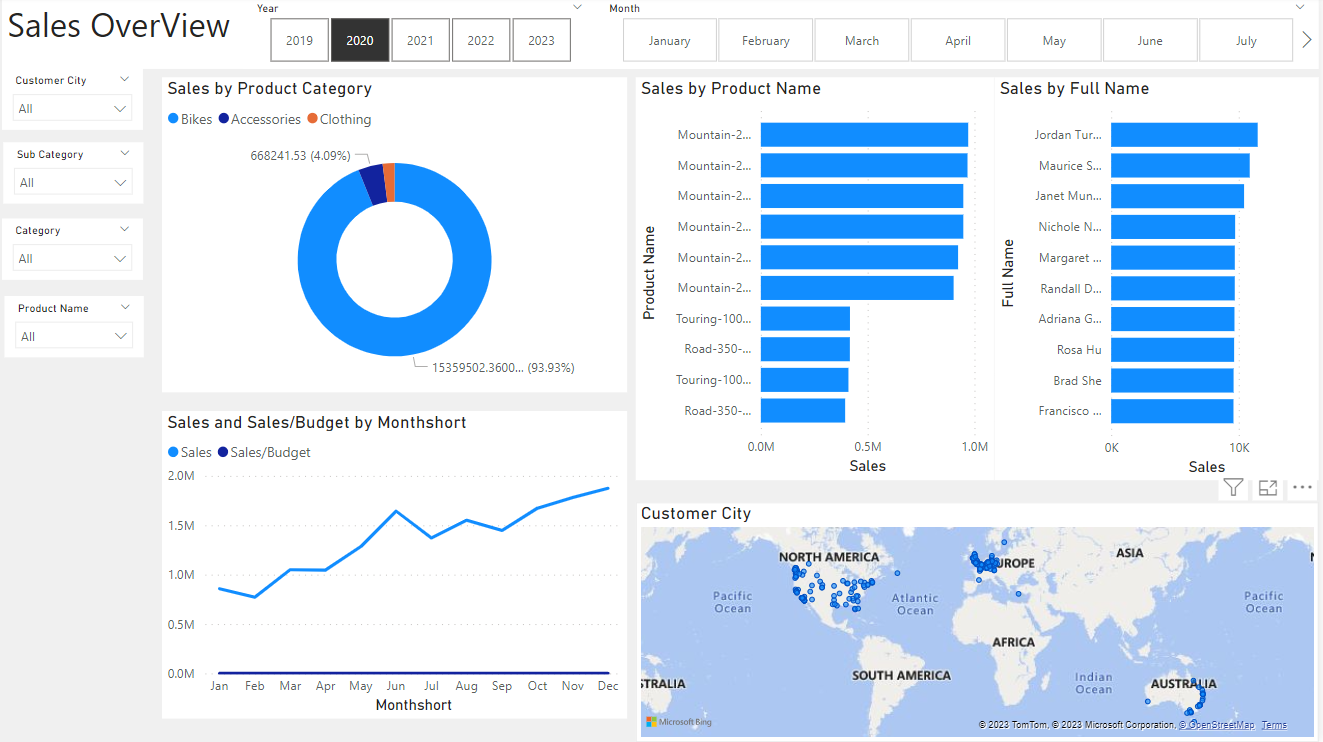 Sales OverView
Year
2019 2020 2021 2022 2023
Month
January February March April May June July
Customer City
All
Sub Category
All
Category
All
Product Name
All
Sales by Product Category
Bikes Accessories Clothing
668241.53 (4.09%)
15359502.3600... (93.93%)
Sales and Sales/Budget by Monthshort
Sales Sales/Budget
2.0M
1.5M
1.0M
0.5M
0.0M
Jan Feb Mar Apr May Jun Jul Aug Sep Oct Nov Dec
Monthshort
Sales by Product Name
Product Name
Mountain-2...
Mountain-2...
Mountain-2...
Mountain-2...
Mountain-2...
Mountain-2...
Touring-100...
Road-350-...
Touring-100...
Road-350-...
0.0M 0.5M 1.0M
Sales
Sales by Full Name
Full Name
Jordan Tur...
Maurice S...
Janet Mun...
Nichole N...
Margaret ...
Randall D...
Adriana G...
Rosa Hu
Brad She
Francisco ...
0K 10K
Sales
Customer City
NORTH AMERICA
EUROPE
ASIA
Pacific
Ocean
Atlantic
Ocean
Pacific
Ocean
AFRICA
SOUTH AMERICA
Indian
Ocean
STRALIA
AUSTRALIA
Microsoft Bing
© 2023 TomTom, © 2023 Microsoft Corporation, © OpenStreetMap Terms